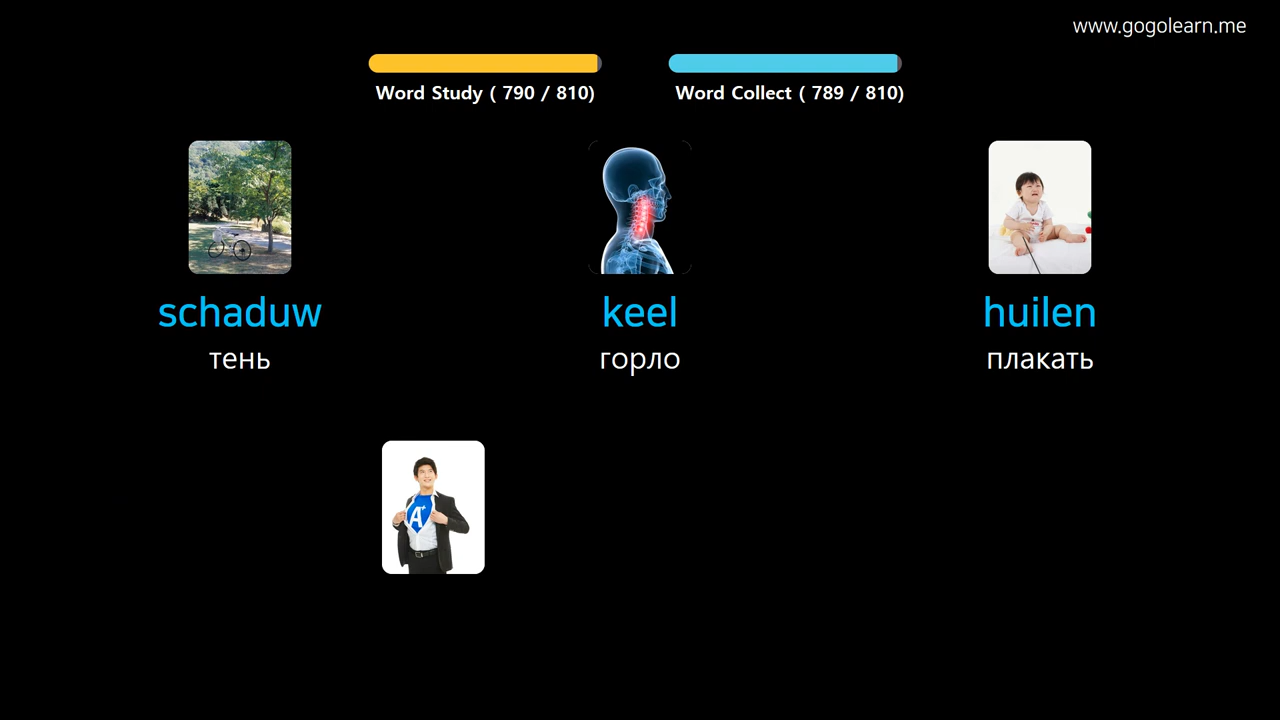 www.gogolearn.me
Word Study ( 790 / 810)
Word Collect ( 789 / 810)
schaduw
тень
keel
горло
huilen
плакать
A+